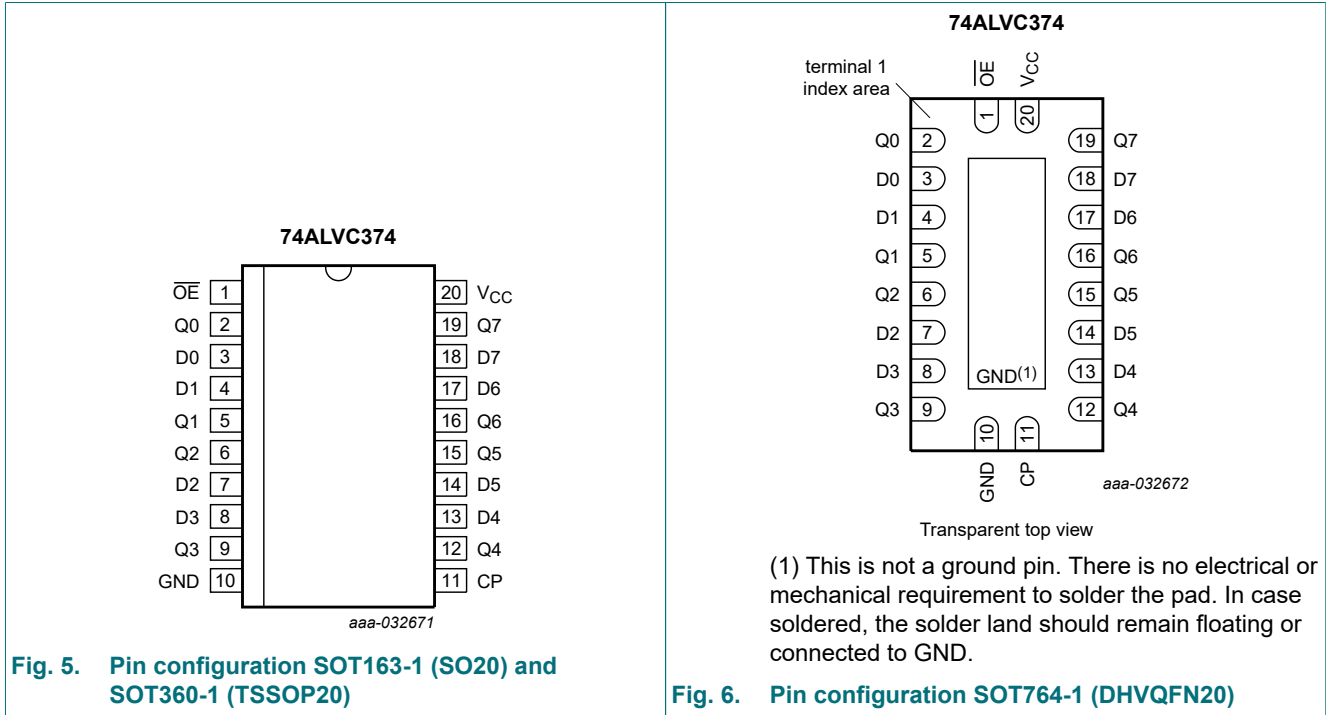 74ALVC374
OE 1 20 VCC
Q0 2 19 Q7
D0 3 18 D7
D1 4 17 D6
Q1 5 16 Q6
Q2 6 15 Q5
D2 7 14 D5
D3 8 13 D4
Q3 9 12 Q4
GND 10 11 CP
aaa-032671
Fig. 5. Pin configuration SOT163-1 (SO20) and
SOT360-1 (TSSOP20)
74ALVC374
terminal 1
index area
OE VCC
1 20
Q0 2 19 Q7
D0 3 18 D7
D1 4 17 D6
Q1 5 16 Q6
Q2 6 15 Q5
D2 7 14 D5
D3 8 GND(1) 13 D4
Q3 9 12 Q4
10 11
GND CP
aaa-032672
Transparent top view
(1) This is not a ground pin. There is no electrical or
mechanical requirement to solder the pad. In case
soldered, the solder land should remain floating or
connected to GND.
Fig. 6. Pin configuration SOT764-1 (DHVQFN20)